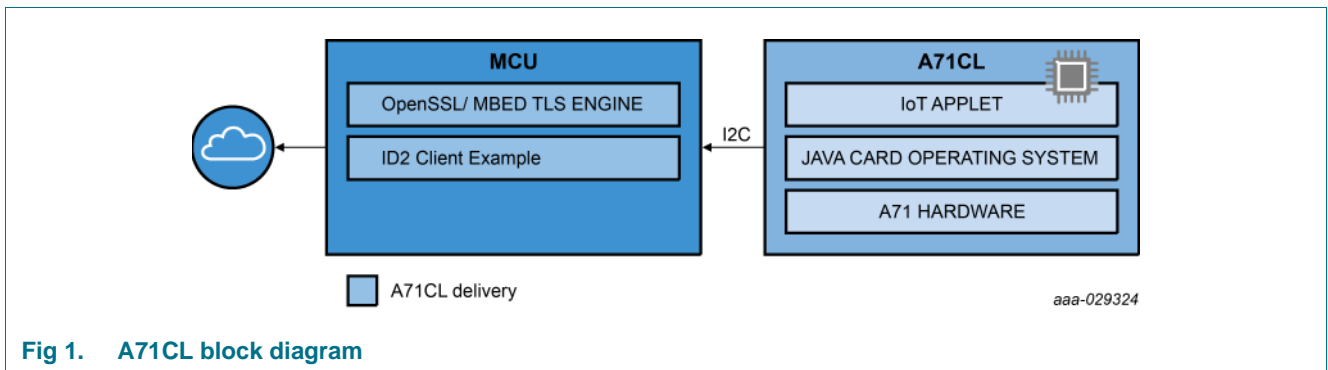 MCU
OpenSSL/ MBED TLS ENGINE
ID2 Client Example
I2C
A71CL
IoT APPLET
JAVA CARD OPERATING SYSTEM
A71 HARDWARE
A71CL delivery
aaa-029324
Fig 1. A71CL block diagram